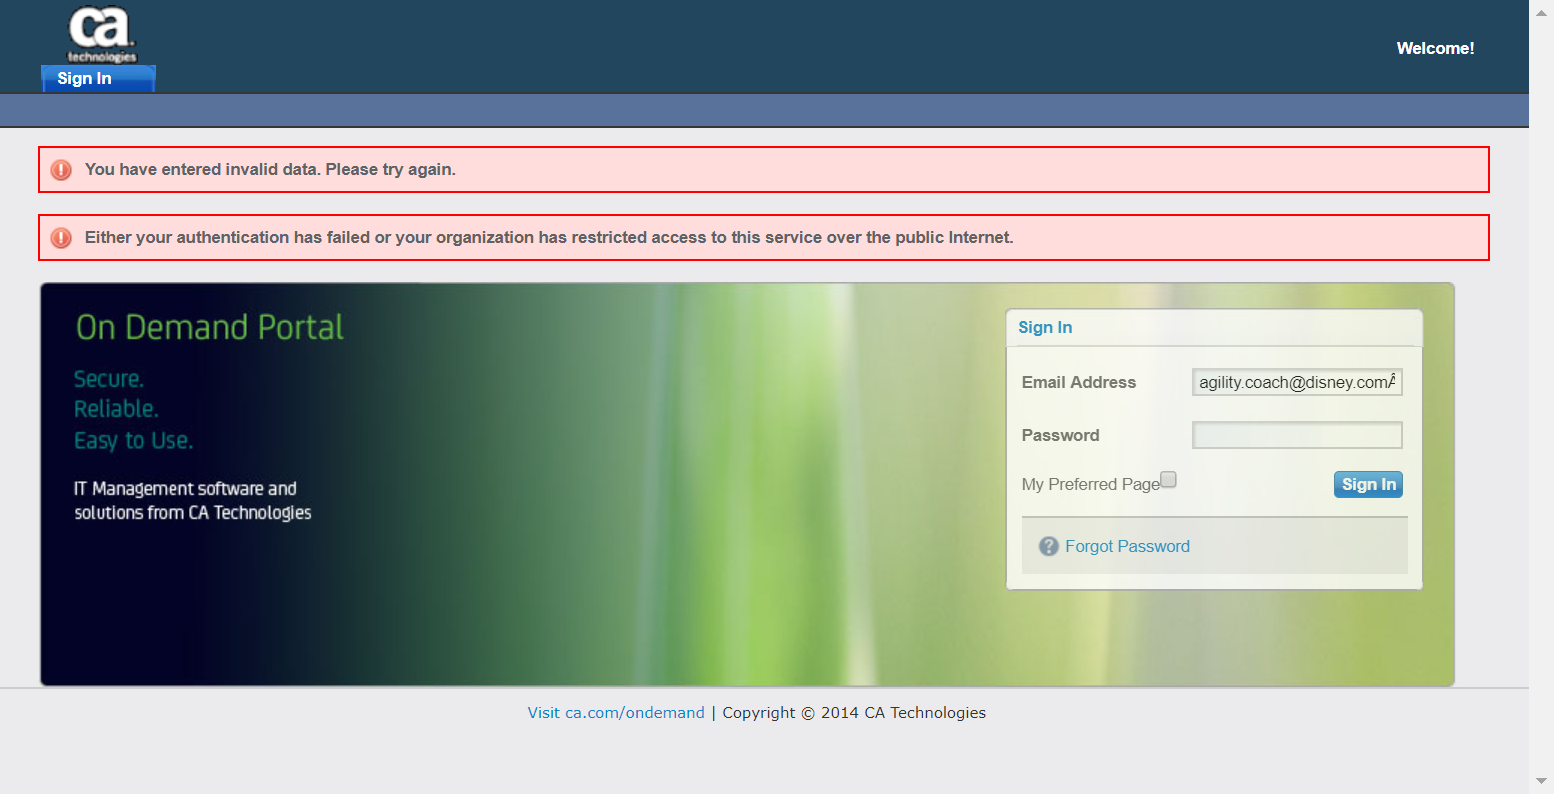 ca
technologies
Sign In
Welcome!
You have entered invalid data. Please try again.
Either your authentication has failed or your organization has restricted access to this service over the public Internet.
On Demand Portal
Secure.
Reliable.
Easy to Use.
IT Management software and
solutions from CA Technologies
Sign In
Email Address
agility.coach@disney.comÂ
Password
My Preferred Page
Sign In
Forgot Password
Visit ca.com/ondemand | Copyright © 2014 CA Technologies